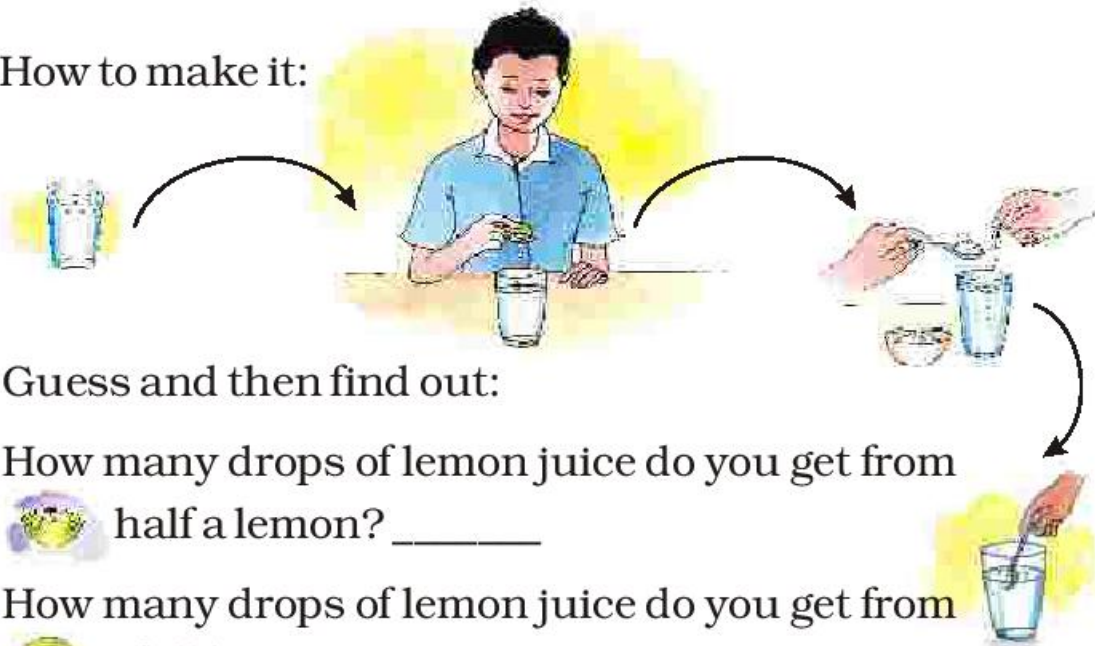 How to make it:
Guess and then find out:
How many drops of lemon juice do you get from
half a lemon? ______
How many drops of lemon juice do you get from